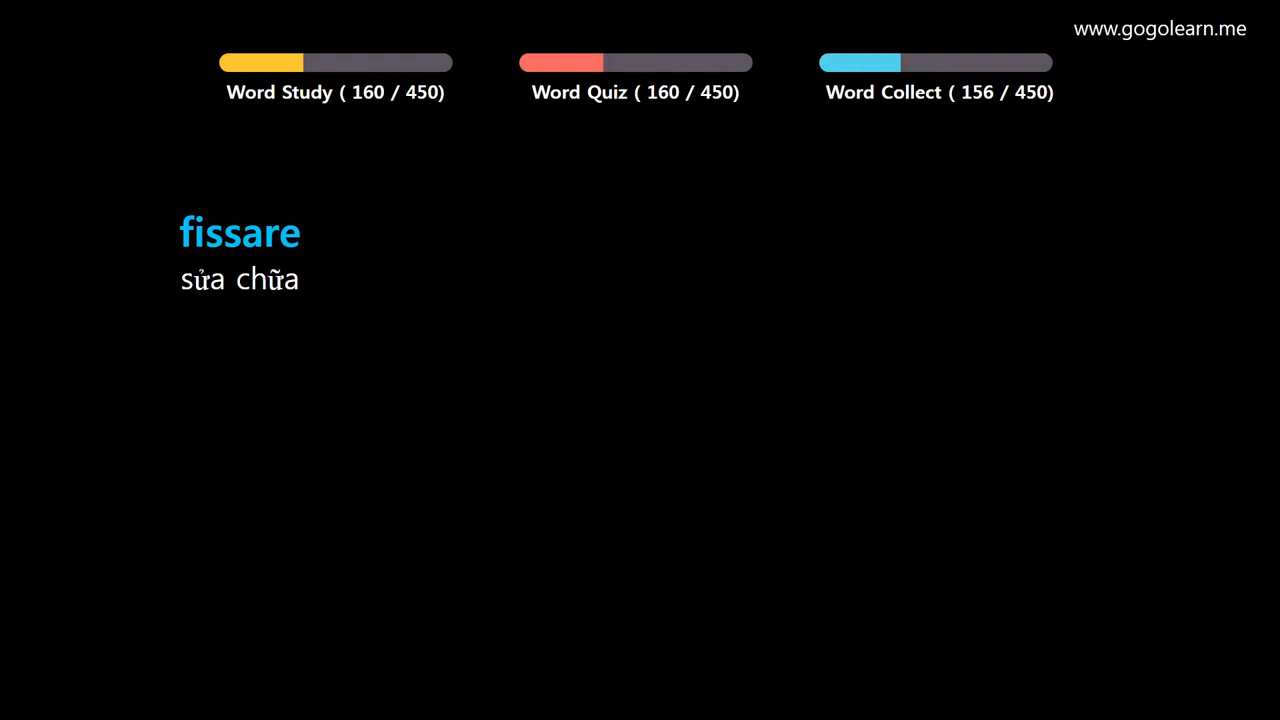 www.gogolearn.me
Word Study ( 160 / 450)
Word Quiz ( 160 / 450)
Word Collect ( 156 / 450)
fissare
sửa chữa